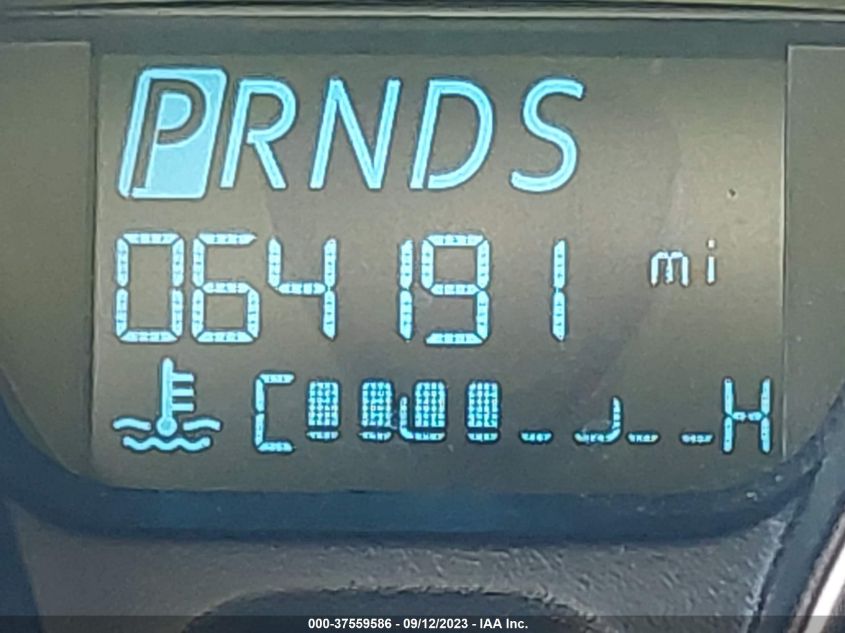 PRNDS
064191 mi
C H
000-37559586 - 09/12/2023 - IAA Inc.